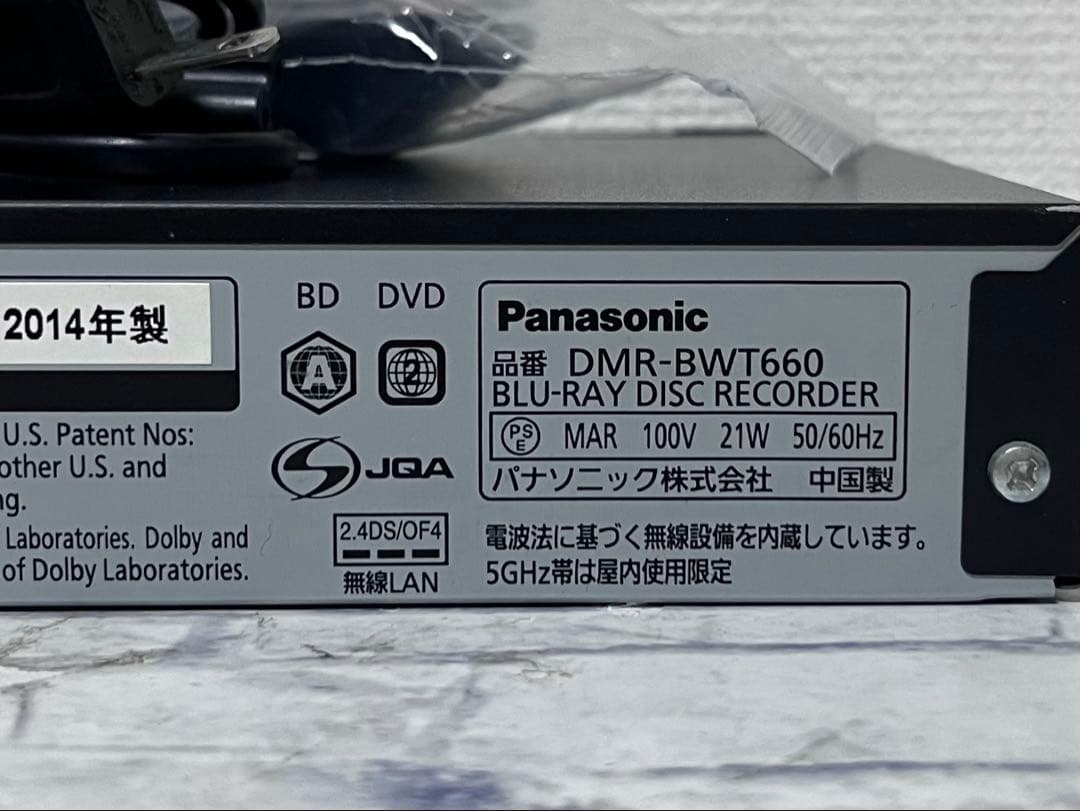 2014年製
U.S. Patent Nos:
other U.S. and
ng.
Laboratories. Dolby and
of Dolby Laboratories.
BD DVD
A 2
JQA
2.4DS/OF4
無線LAN
Panasonic
品番 DMR-BWT660
BLU-RAY DISC RECORDER
PSE MAR 100V 21W 50/60Hz
パナソニック株式会社 中国製
電波法に基づく無線設備を内蔵しています。
5GHz帯は屋内使用限定